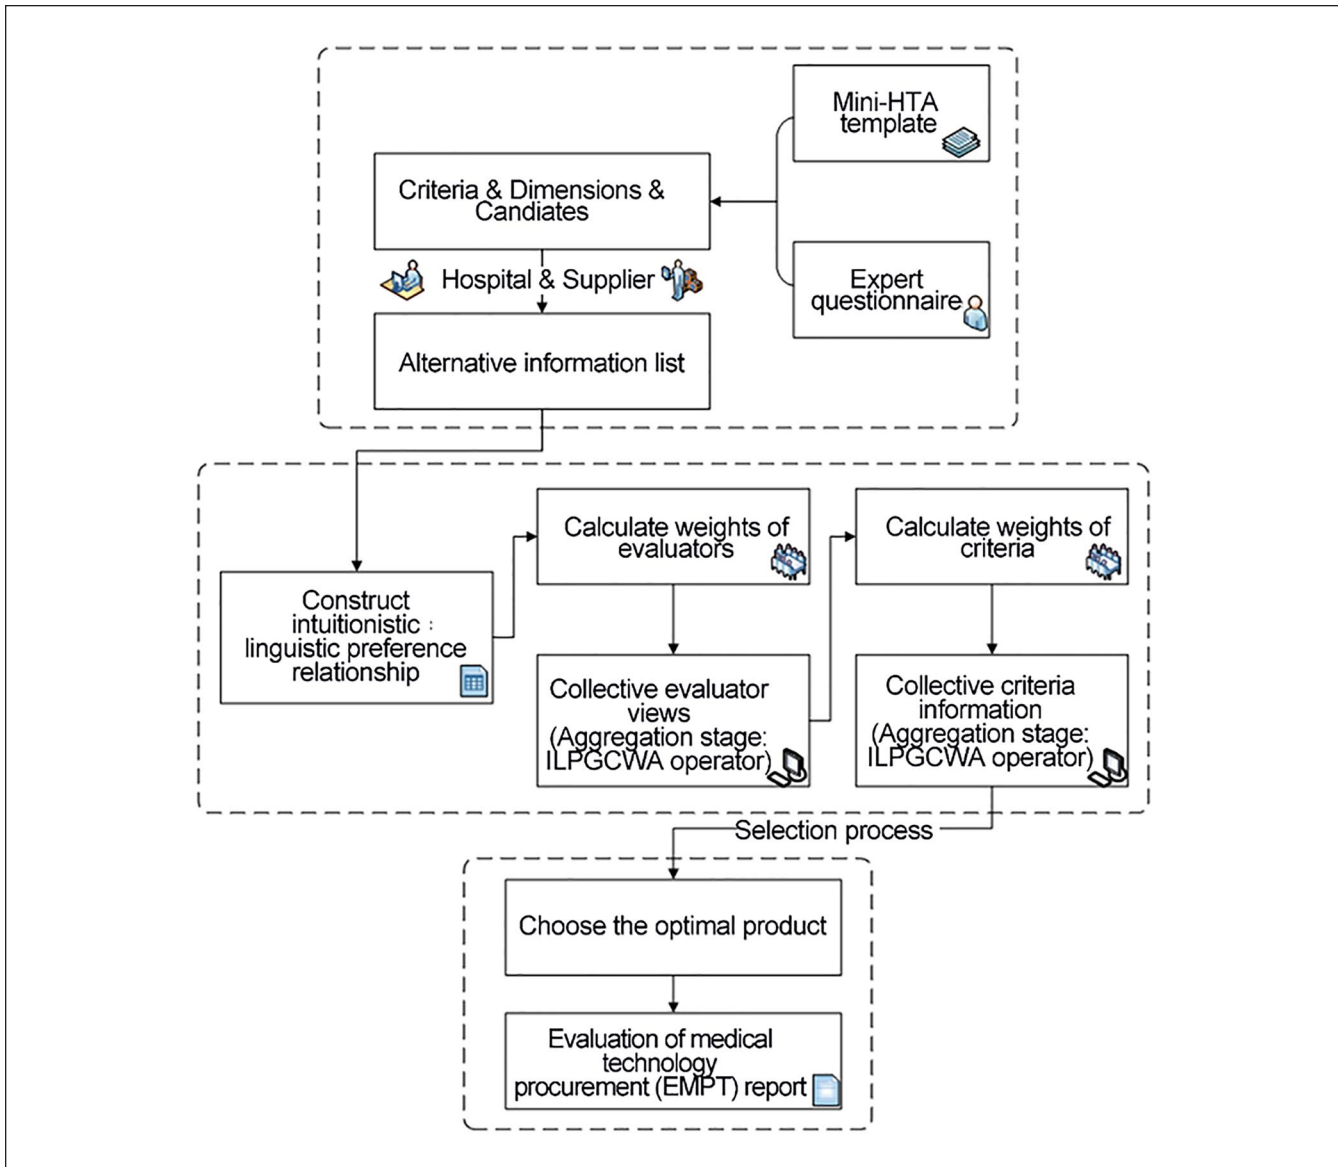 Mini-HTA
template
Criteria & Dimensions &
Candiates
Hospital & Supplier
Expert
questionnaire
Alternative information list
Calculate weights of
evaluators
Calculate weights of
criteria
Construct
intuitionistic :
linguistic preference
relationship
Collective evaluator
views
(Aggregation stage:
ILPGCWA operator)
Collective criteria
information
(Aggregation stage:
ILPGCWA operator)
Selection process
Choose the optimal product
Evaluation of medical
technology
procurement (EMPT) report